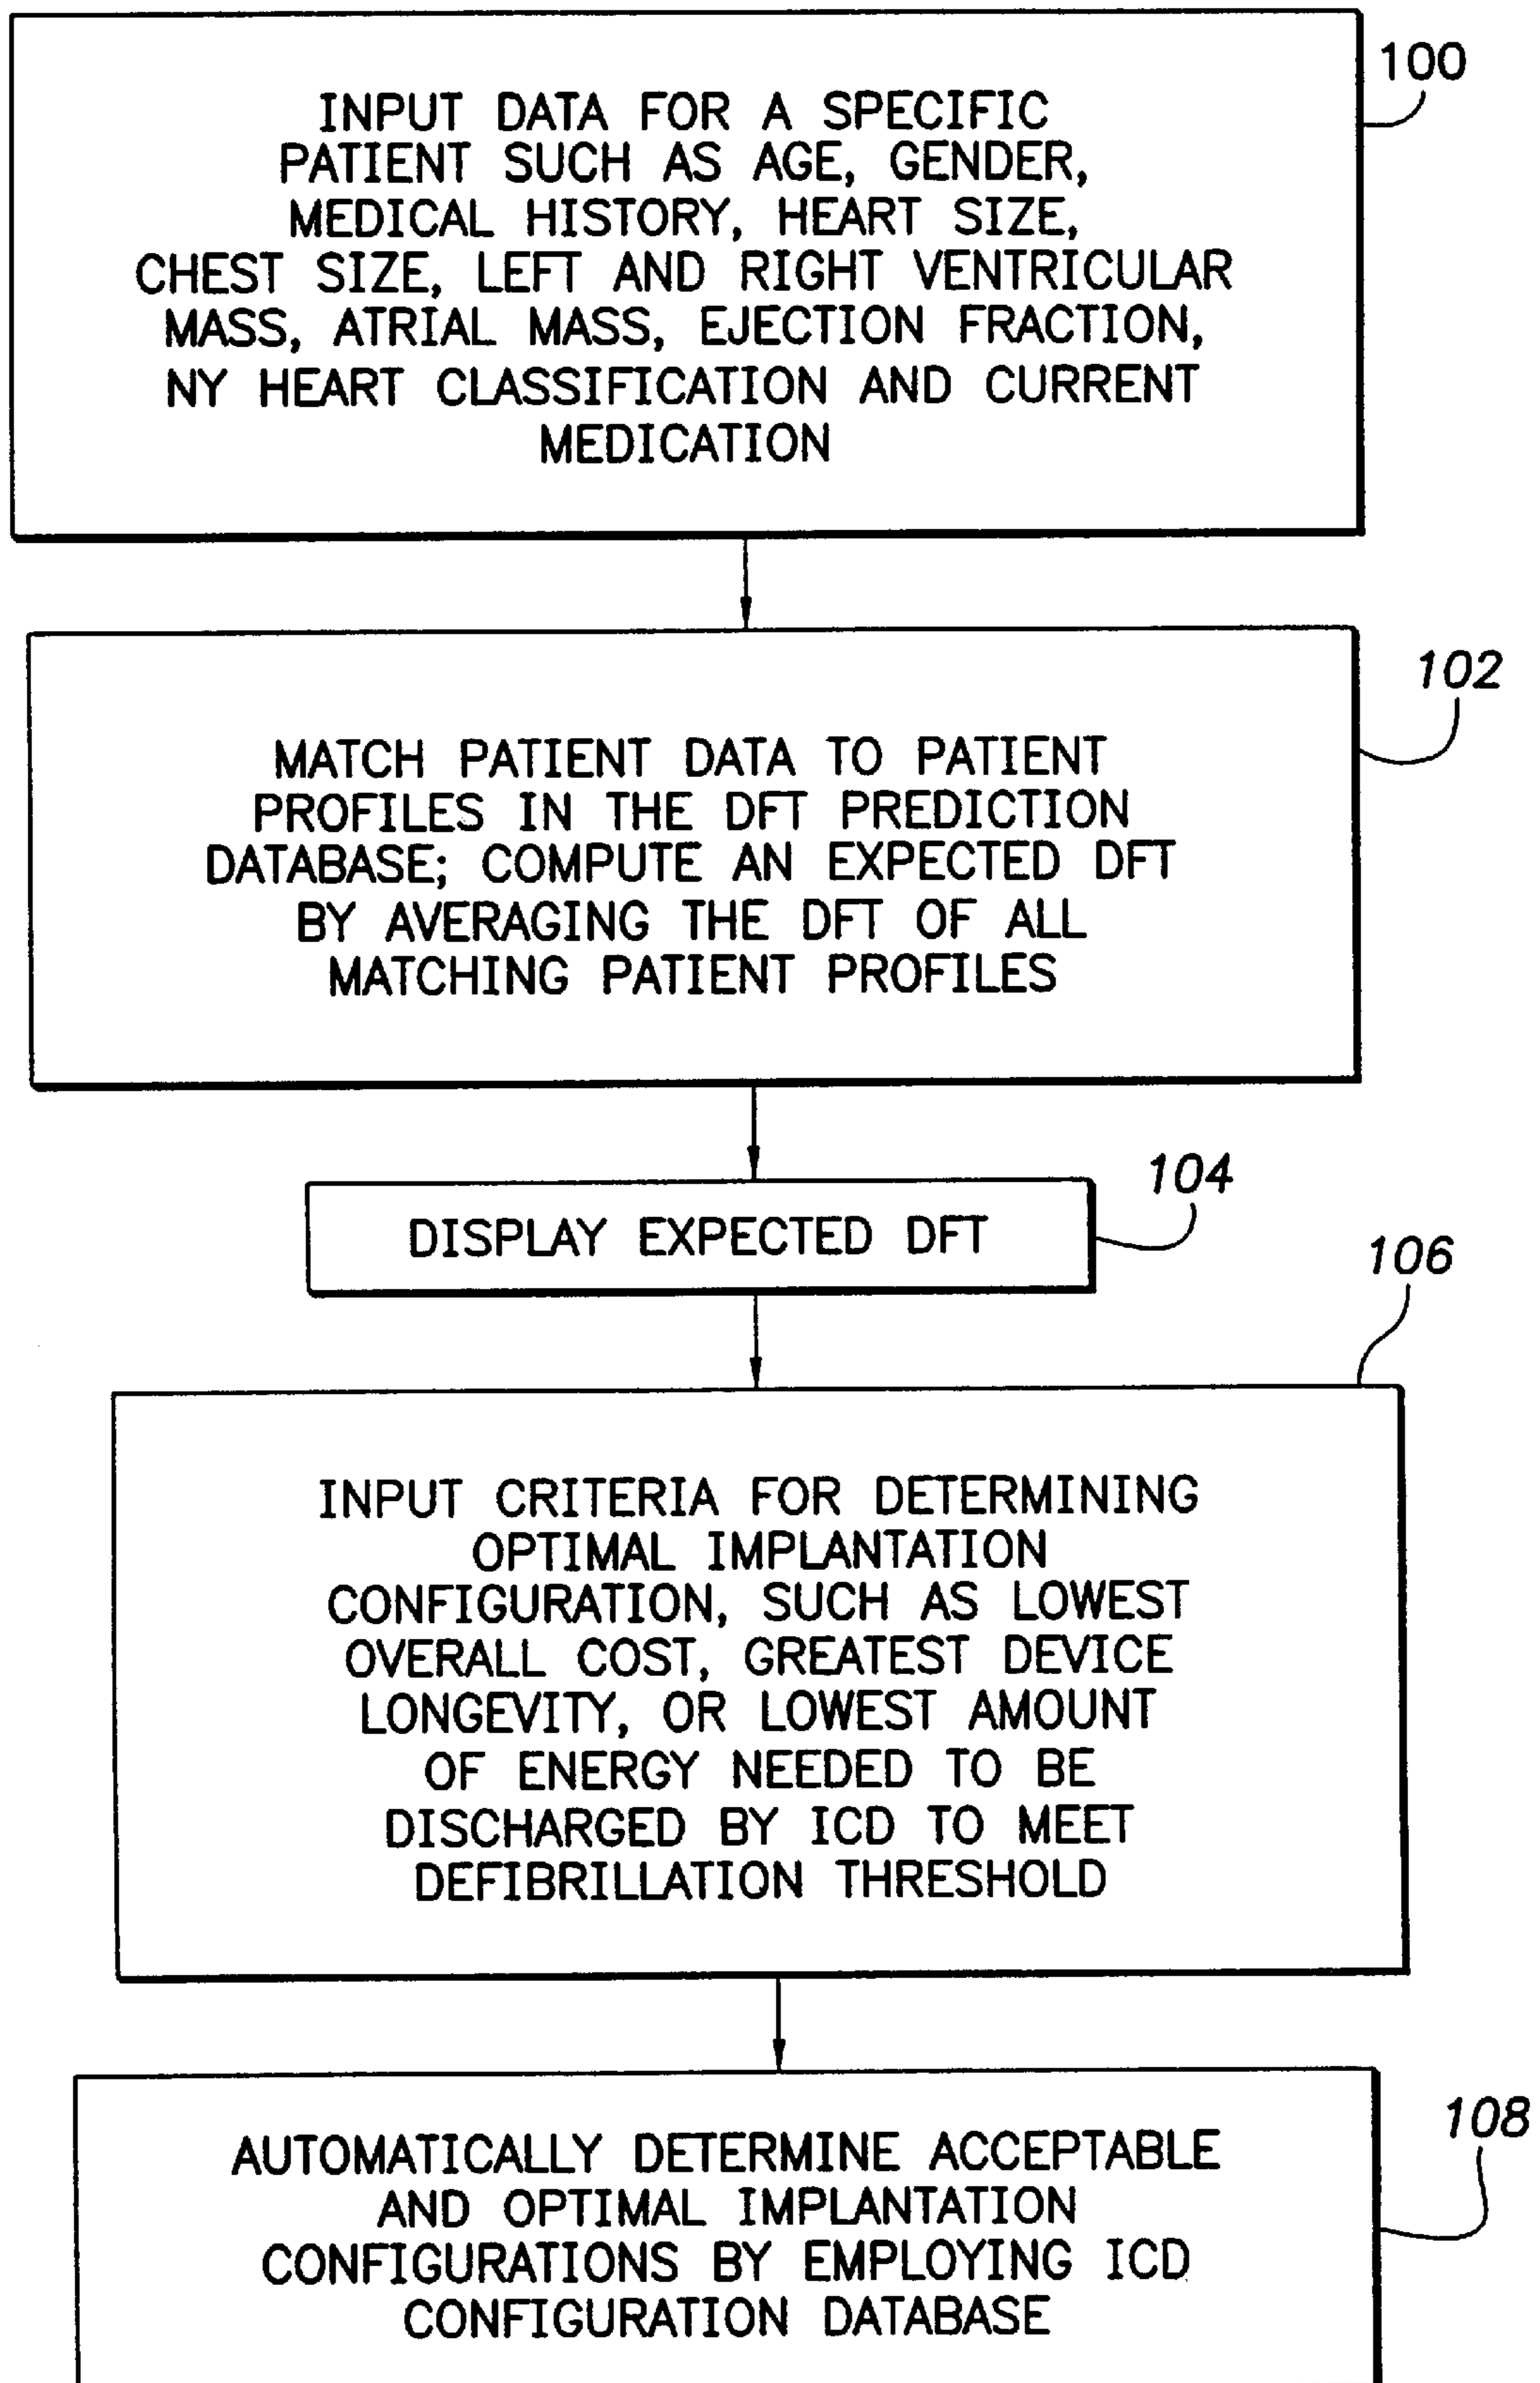 100
INPUT DATA FOR A SPECIFIC
PATIENT SUCH AS AGE, GENDER,
MEDICAL HISTORY, HEART SIZE,
CHEST SIZE, LEFT AND RIGHT VENTRICULAR
MASS, ATRIAL MASS, EJECTION FRACTION,
NY HEART CLASSIFICATION AND CURRENT
MEDICATION
102
MATCH PATIENT DATA TO PATIENT
PROFILES IN THE DFT PREDICTION
DATABASE; COMPUTE AN EXPECTED DFT
BY AVERAGING THE DFT OF ALL
MATCHING PATIENT PROFILES
104
DISPLAY EXPECTED DFT
106
INPUT CRITERIA FOR DETERMINING
OPTIMAL IMPLANTATION
CONFIGURATION, SUCH AS LOWEST
OVERALL COST, GREATEST DEVICE
LONGEVITY, OR LOWEST AMOUNT
OF ENERGY NEEDED TO BE
DISCHARGED BY ICD TO MEET
DEFIBRILLATION THRESHOLD
108
AUTOMATICALLY DETERMINE ACCEPTABLE
AND OPTIMAL IMPLANTATION
CONFIGURATIONS BY EMPLOYING ICD
CONFIGURATION DATABASE